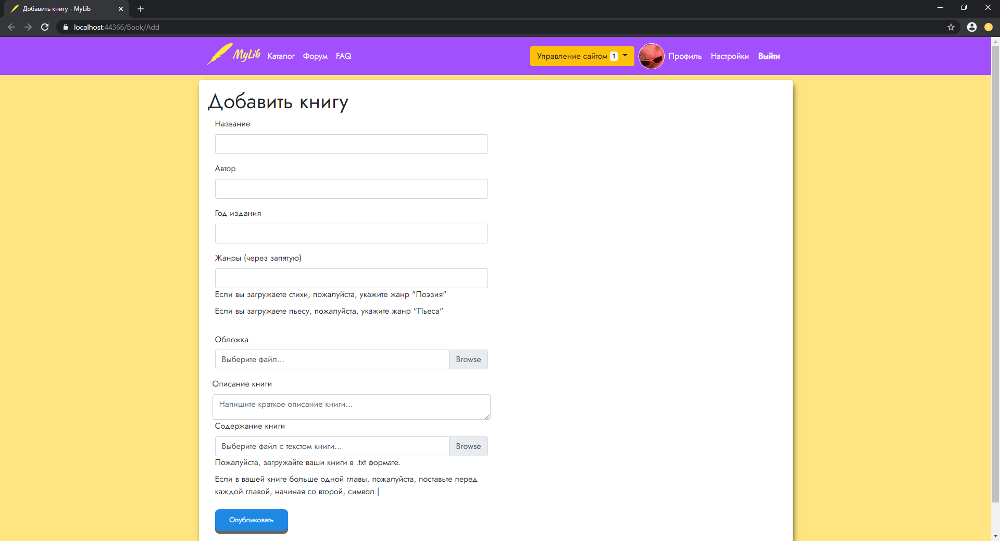 Добавить книгу - MyLib
localhost:44366/Book/Add
MyLib Каталог Форум FAQ Управление сайтом 1 Профиль Настройки Выйти
Добавить книгу
Название
Автор
Год издания
Жанры (через запятую)
Если вы загружаете стихи, пожалуйста, укажите жанр "Поэзия"
Если вы загружаете пьесу, пожалуйста, укажите жанр "Пьеса"
Обложка
Выберите файл... Browse
Описание книги
Напишите краткое описание книги...
Содержание книги
Выберите файл с текстом книги... Browse
Пожалуйста, загружайте ваши книги в .txt формате.
Если в вашей книге больше одной главы, пожалуйста, поставьте перед
каждой главой, начиная со второй, символ |
Опубликовать